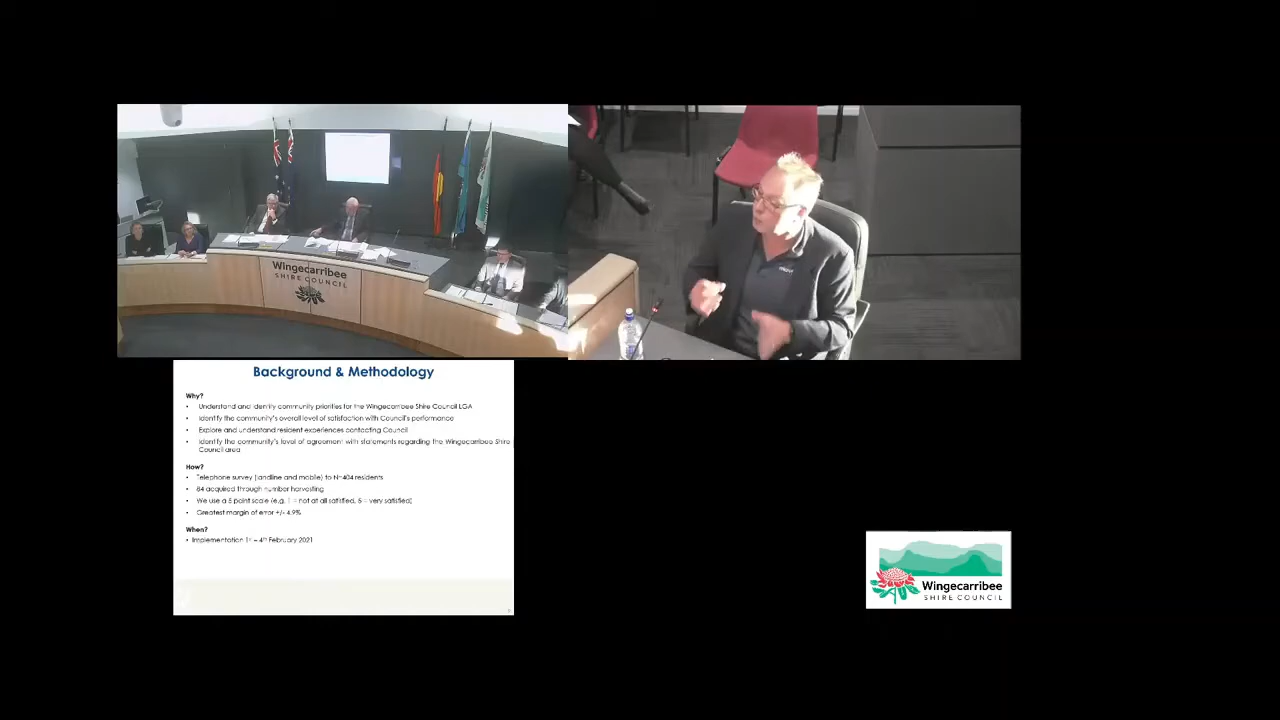 Wingecarribee
SHIRE COUNCIL
Background & Methodology
Why?
• Understand and identify community priorities for the Wingecarribee Shire Council LGA
• Identify the community's overall level of satisfaction with Council's performance
• Explore and understand resident experiences contacting Council
• Identify the community's level of agreement with statements regarding the Wingecarribee Shire
Council area
How?
• Telephone survey (landline and mobile) to N=404 residents
• 84 acquired through number harvesting
• We use a 5 point scale (e.g. 1 = not at all satisfied, 5 = very satisfied)
• Greatest margin of error +/- 4.9%
When?
• Implementation 1st – 4th February 2021
Wingecarribee
SHIRE COUNCIL